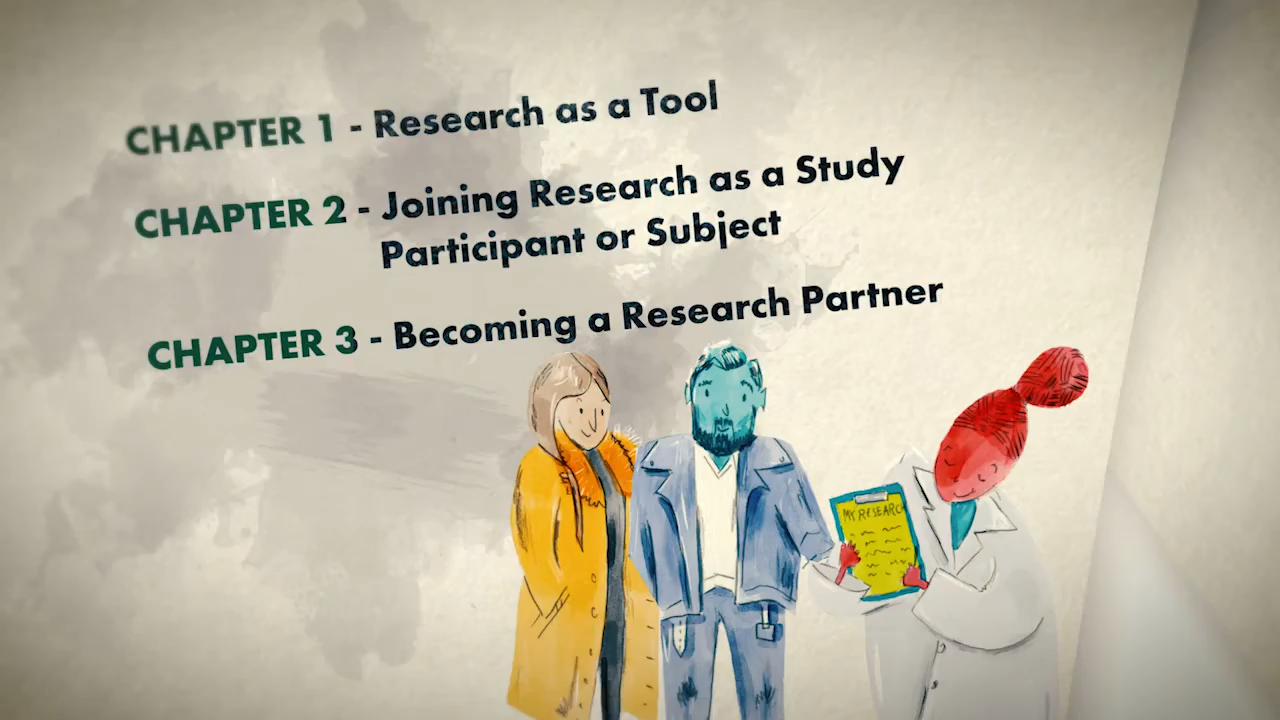 CHAPTER 1 - Research as a Tool
CHAPTER 2 - Joining Research as a Study
Participant or Subject
CHAPTER 3 - Becoming a Research Partner
MY RESEARCH